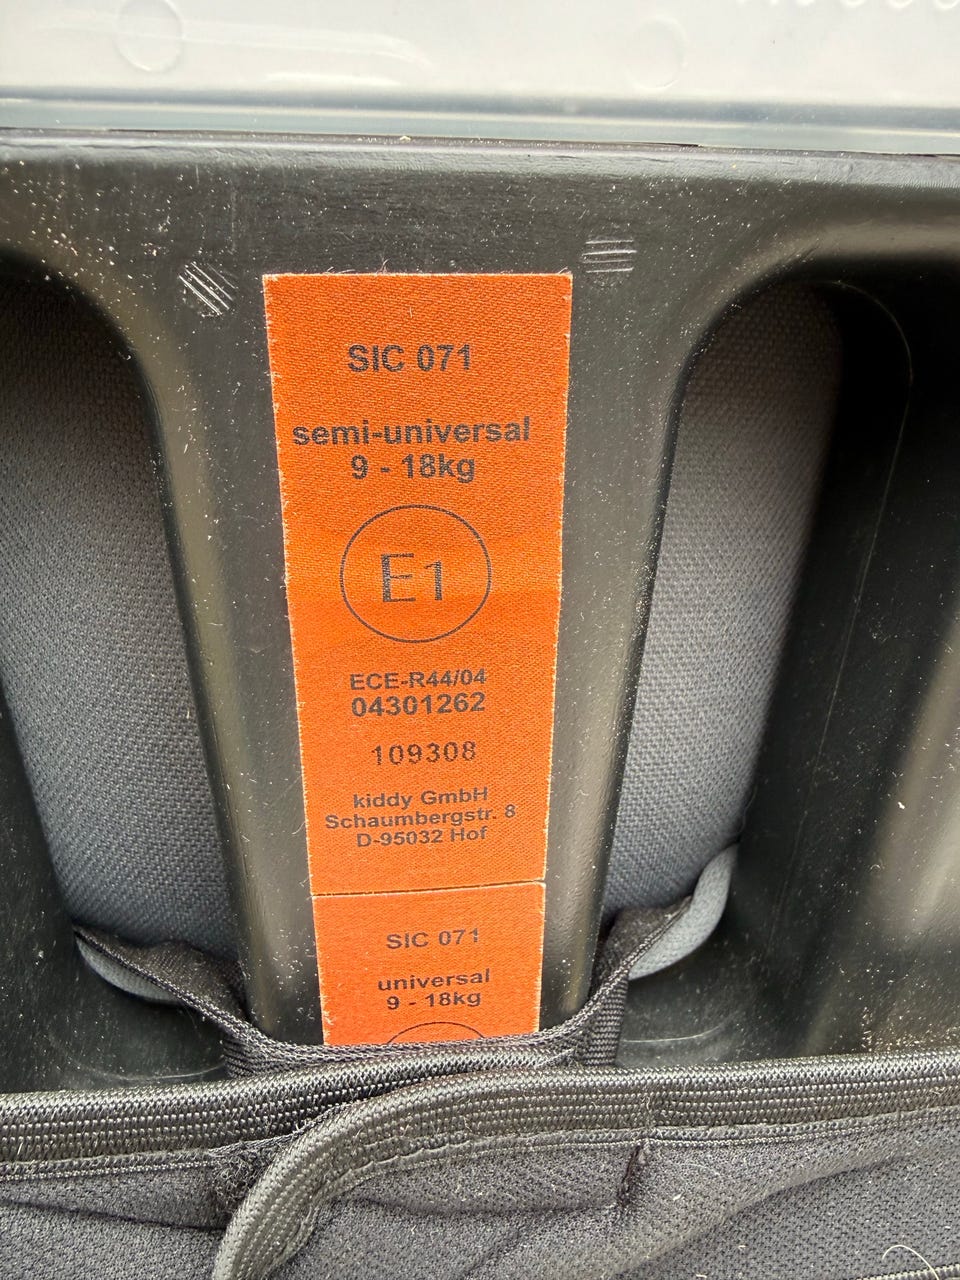 SIC 071
semi-universal
9 - 18kg
E1
ECE-R44/04
04301262
109308
kiddy GmbH
Schaumbergstr. 8
D-95032 Hof
SIC 071
universal
9 - 18kg